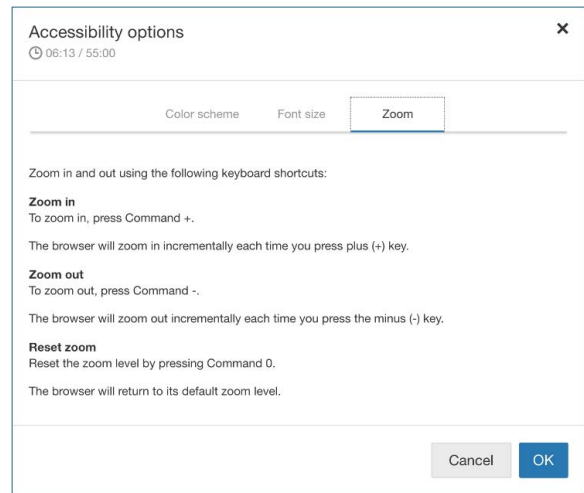 Accessibility options
06:13 / 55:00
Color scheme Font size Zoom
Zoom in and out using the following keyboard shortcuts:
Zoom in
To zoom in, press Command +.
The browser will zoom in incrementally each time you press plus (+) key.
Zoom out
To zoom out, press Command -.
The browser will zoom out incrementally each time you press the minus (-) key.
Reset zoom
Reset the zoom level by pressing Command 0.
The browser will return to its default zoom level.
Cancel OK